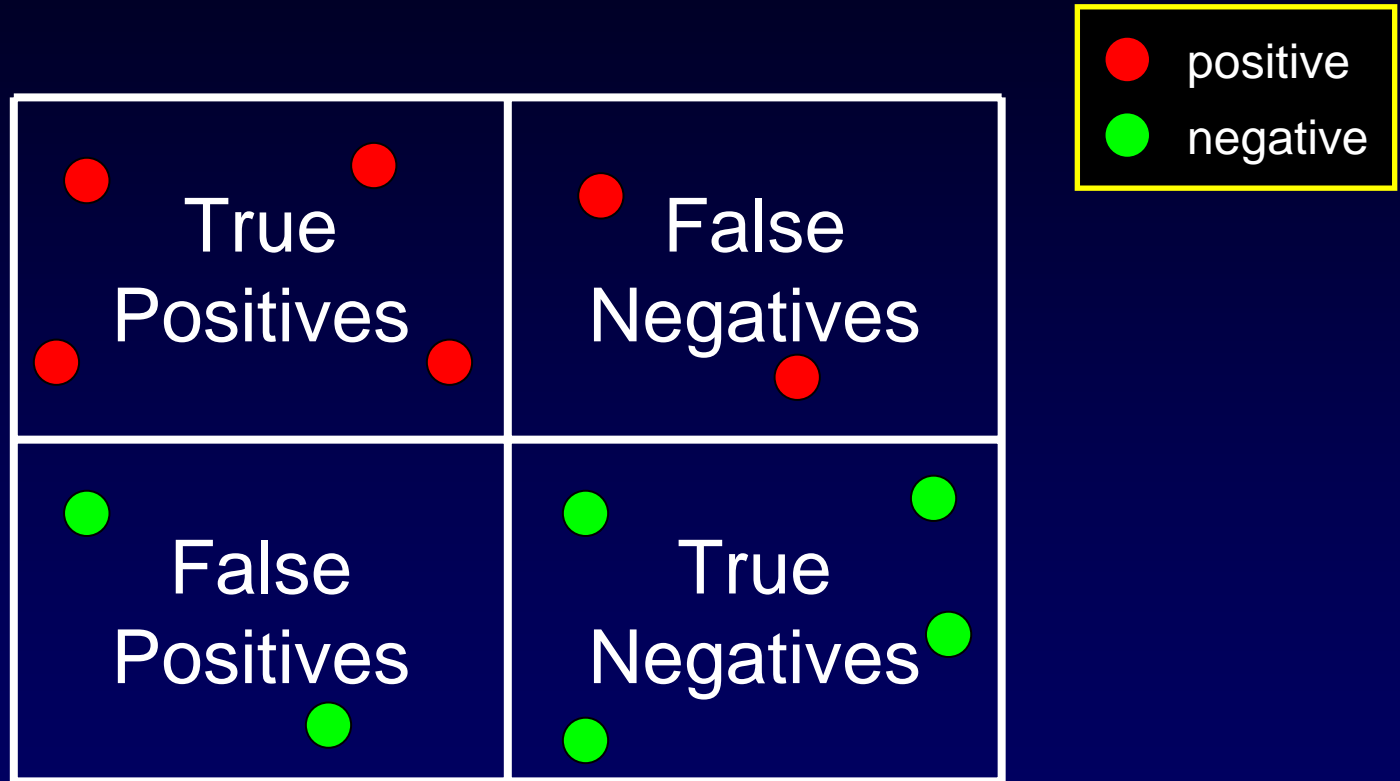 positive
negative
True
Positives
False
Negatives
False
Positives
True
Negatives